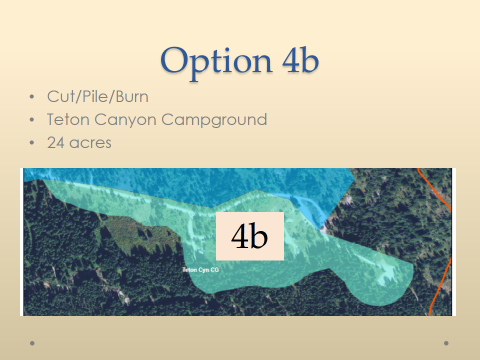 Option 4b
• Cut/Pile/Burn
• Teton Canyon Campground
• 24 acres
4b
Teton Cyn CG